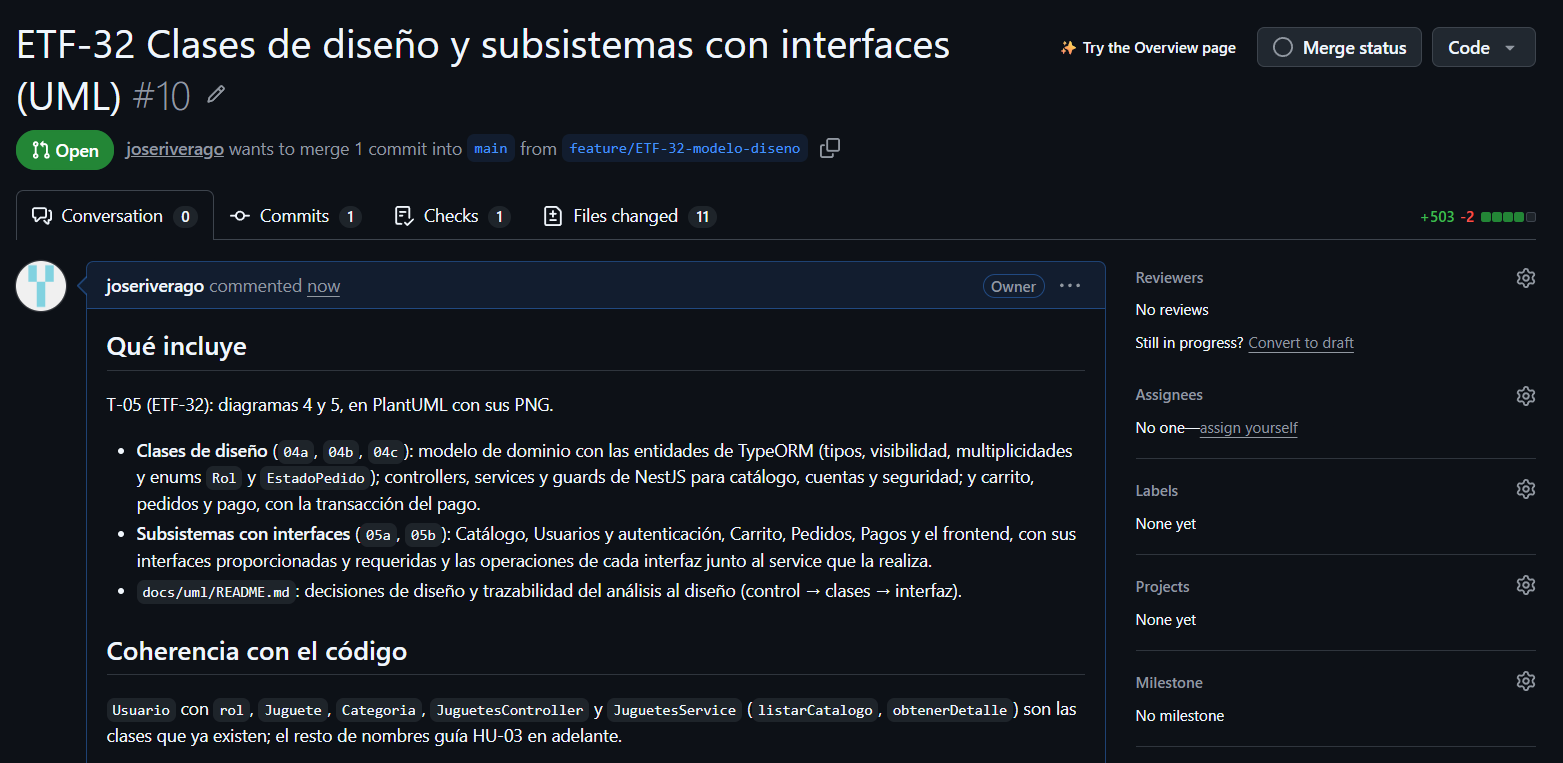 ETF-32 Clases de diseño y subsistemas con interfaces
(UML) #10
✨ Try the Overview page
Merge status
Code
Open
joseriverago wants to merge 1 commit into main from feature/ETF-32-modelo-diseno
Conversation 0
Commits 1
Checks 1
Files changed 11
+503 -2
joseriverago commented now
Owner
Qué incluye
T-05 (ETF-32): diagramas 4 y 5, en PlantUML con sus PNG.
• Clases de diseño ( 04a , 04b , 04c ): modelo de dominio con las entidades de TypeORM (tipos, visibilidad, multiplicidades
y enums Rol y EstadoPedido ); controllers, services y guards de NestJS para catálogo, cuentas y seguridad; y carrito,
pedidos y pago, con la transacción del pago.
• Subsistemas con interfaces ( 05a , 05b ): Catálogo, Usuarios y autenticación, Carrito, Pedidos, Pagos y el frontend, con sus
interfaces proporcionadas y requeridas y las operaciones de cada interfaz junto al service que la realiza.
• docs/uml/README.md : decisiones de diseño y trazabilidad del análisis al diseño (control → clases → interfaz).
Coherencia con el código
Usuario con rol , Juguete , Categoria , JuguetesController y JuguetesService ( listarCatalogo , obtenerDetalle ) son las
clases que ya existen; el resto de nombres guía HU-03 en adelante.
Reviewers
No reviews
Still in progress? Convert to draft
Assignees
No one—assign yourself
Labels
None yet
Projects
None yet
Milestone
No milestone